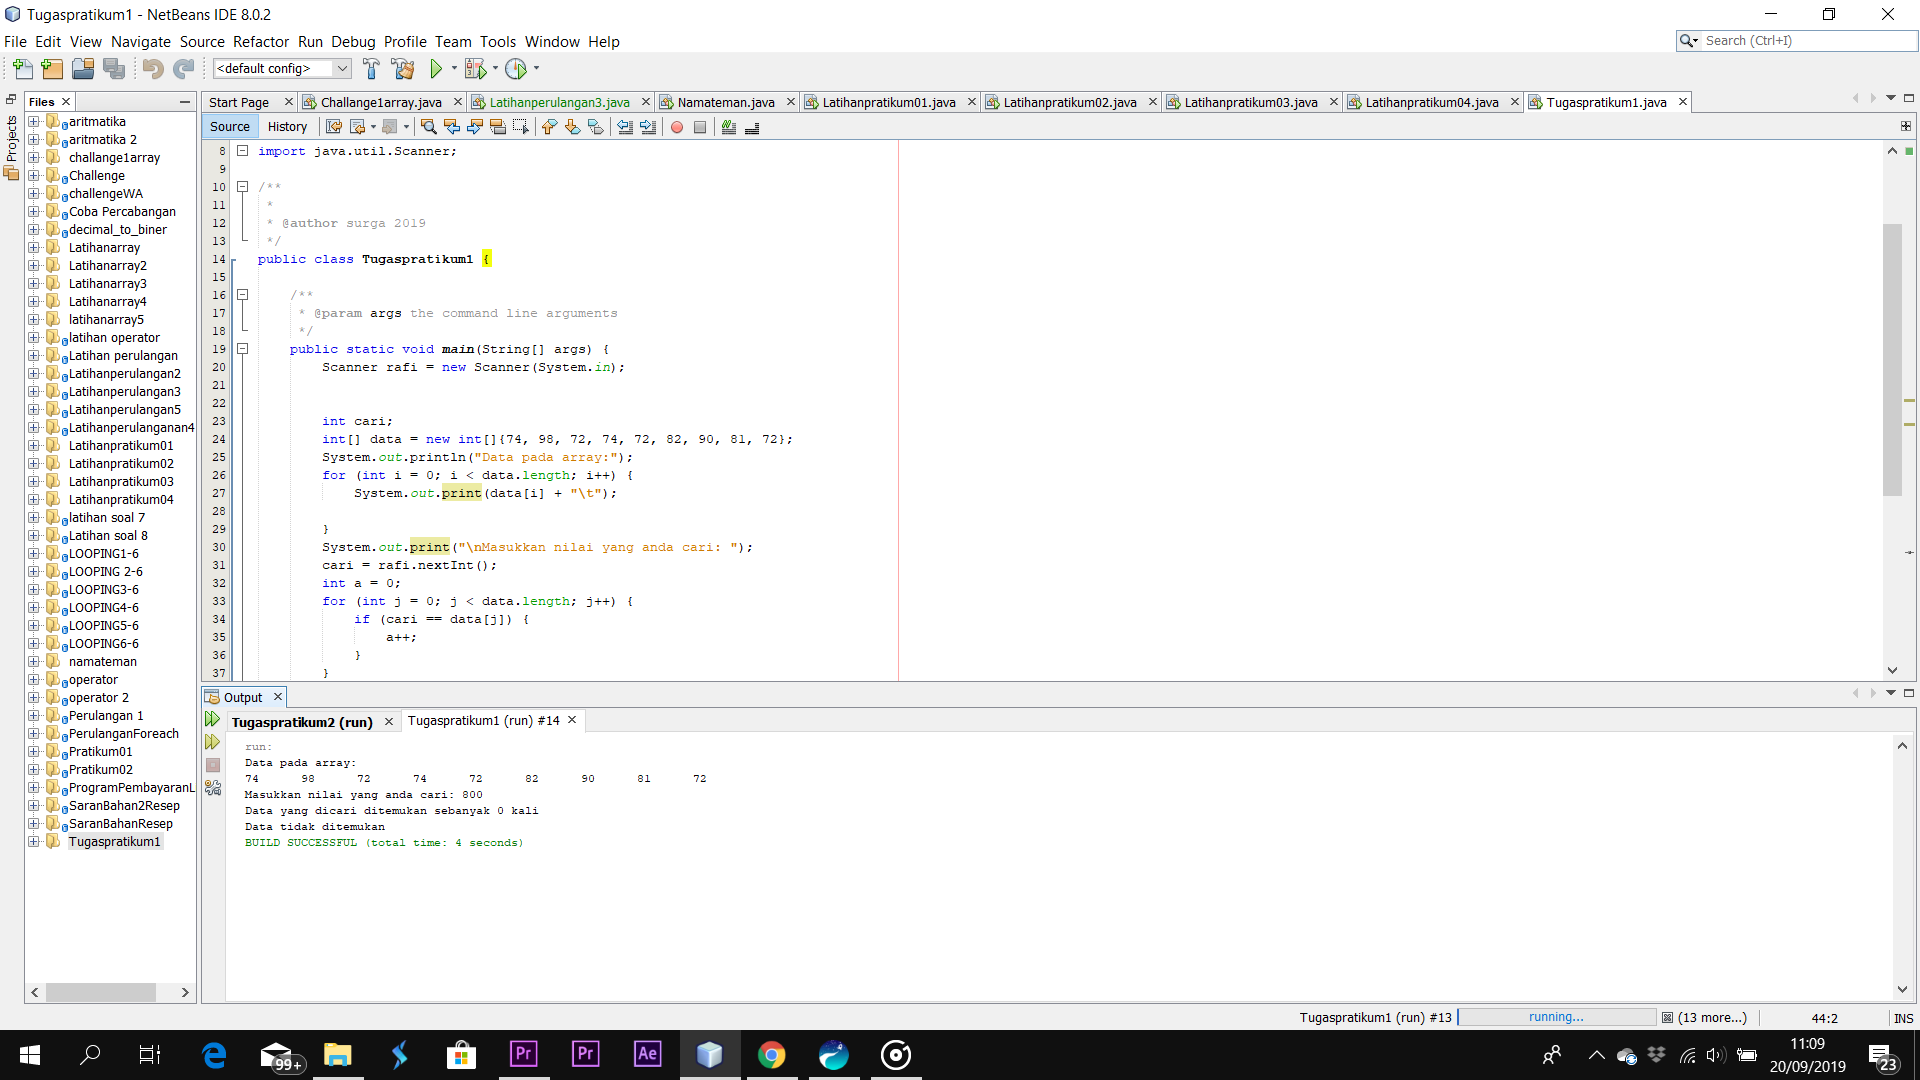 Tugaspratikum1 - NetBeans IDE 8.0.2
File Edit View Navigate Source Refactor Run Debug Profile Team Tools Window Help
Search (Ctrl+I)
<default config>
Projects
Files
Start Page
Challange1array.java
Latihanperulangan3.java
Namateman.java
Latihanpratikum01.java
Latihanpratikum02.java
Latihanpratikum03.java
Latihanpratikum04.java
Tugaspratikum1.java
Source History
aritmatika
aritmatika 2
challange1array
Challenge
challengeWA
Coba Percabangan
decimal_to_biner
Latihanarray
Latihanarray2
Latihanarray3
Latihanarray4
latihanarray5
latihan operator
Latihan perulangan
Latihanperulangan2
Latihanperulangan3
Latihanperulangan5
Latihanperulanganan4
Latihanpratikum01
Latihanpratikum02
Latihanpratikum03
Latihanpratikum04
latihan soal 7
Latihan soal 8
LOOPING1-6
LOOPING 2-6
LOOPING3-6
LOOPING4-6
LOOPING5-6
LOOPING6-6
namateman
operator
operator 2
Perulangan 1
PerulanganForeach
Pratikum01
Pratikum02
ProgramPembayaranL
SaranBahan2Resep
SaranBahanResep
Tugaspratikum1
8 import java.util.Scanner;
9
10 /**
11 *
12 * @author surga 2019
13 */
14 public class Tugaspratikum1 {
15
16 /**
17 * @param args the command line arguments
18 */
19 public static void main(String[] args) {
20 Scanner rafi = new Scanner(System.in);
21
22
23 int cari;
24 int[] data = new int[]{74, 98, 72, 74, 72, 82, 90, 81, 72};
25 System.out.println("Data pada array:");
26 for (int i = 0; i < data.length; i++) {
27 System.out.print(data[i] + "\t");
28
29 }
30 System.out.print("\nMasukkan nilai yang anda cari: ");
31 cari = rafi.nextInt();
32 int a = 0;
33 for (int j = 0; j < data.length; j++) {
34 if (cari == data[j]) {
35 a++;
36 }
37 }
Output
Tugaspratikum2 (run) Tugaspratikum1 (run) #14
run:
Data pada array:
74 98 72 74 72 82 90 81 72
Masukkan nilai yang anda cari: 800
Data yang dicari ditemukan sebanyak 0 kali
Data tidak ditemukan
BUILD SUCCESSFUL (total time: 4 seconds)
Tugaspratikum1 (run) #13 running... (13 more...) 44:2 INS
99+
Pr
Pr
Ae
11:09
20/09/2019
23